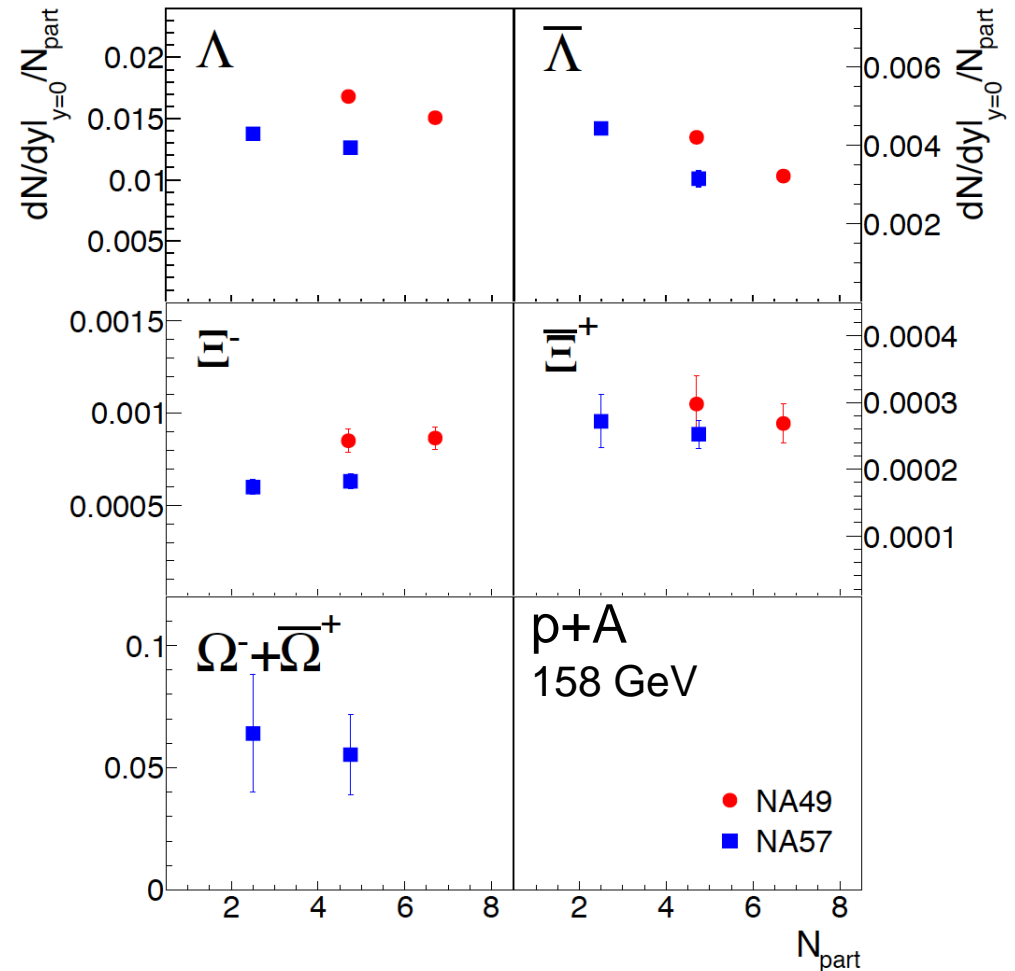 dN/dy|y=0/Npart
Λ
0.02
0.015
0.01
0.005
Λ̅
0.006
0.004
0.002
dN/dy|y=0/Npart
Ξ-
0.0015
0.001
0.0005
Ξ̅+
0.0004
0.0003
0.0002
0.0001
Ω-+Ω̅+
0.1
0.05
0
p+A
158 GeV
NA49
NA57
2 4 6 8 2 4 6 8
Npart